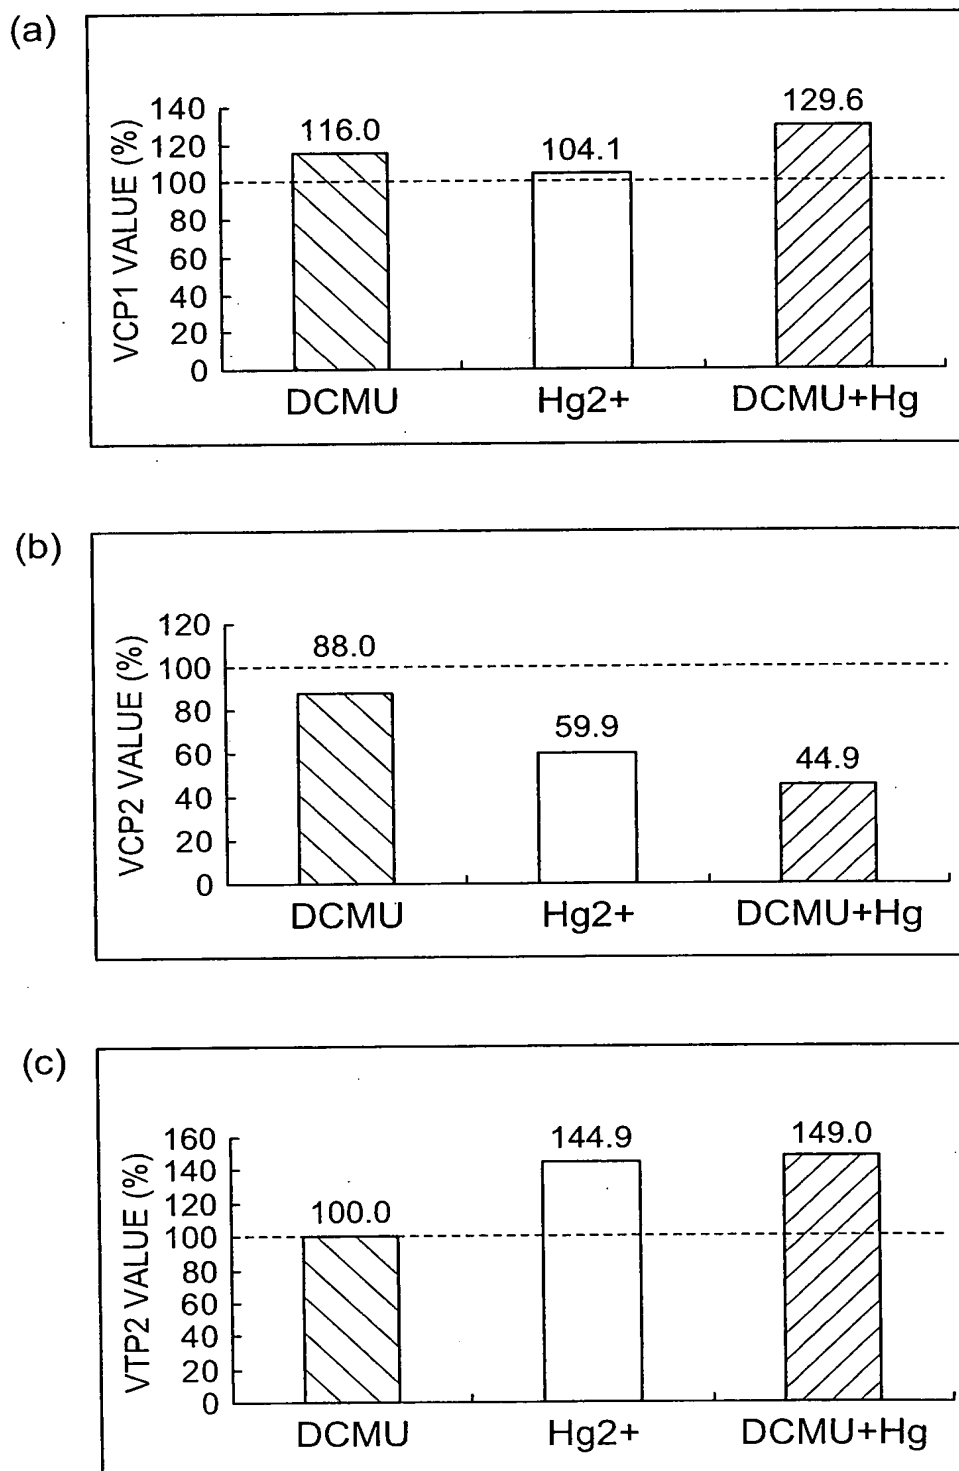 (a)
VCP1 VALUE (%)
140
120
100
80
60
40
20
0
116.0
104.1
129.6
DCMU
Hg2+
DCMU+Hg
(b)
VCP2 VALUE (%)
120
100
80
60
40
20
0
88.0
59.9
44.9
DCMU
Hg2+
DCMU+Hg
(c)
VTP2 VALUE (%)
160
140
120
100
80
60
40
20
0
100.0
144.9
149.0
DCMU
Hg2+
DCMU+Hg